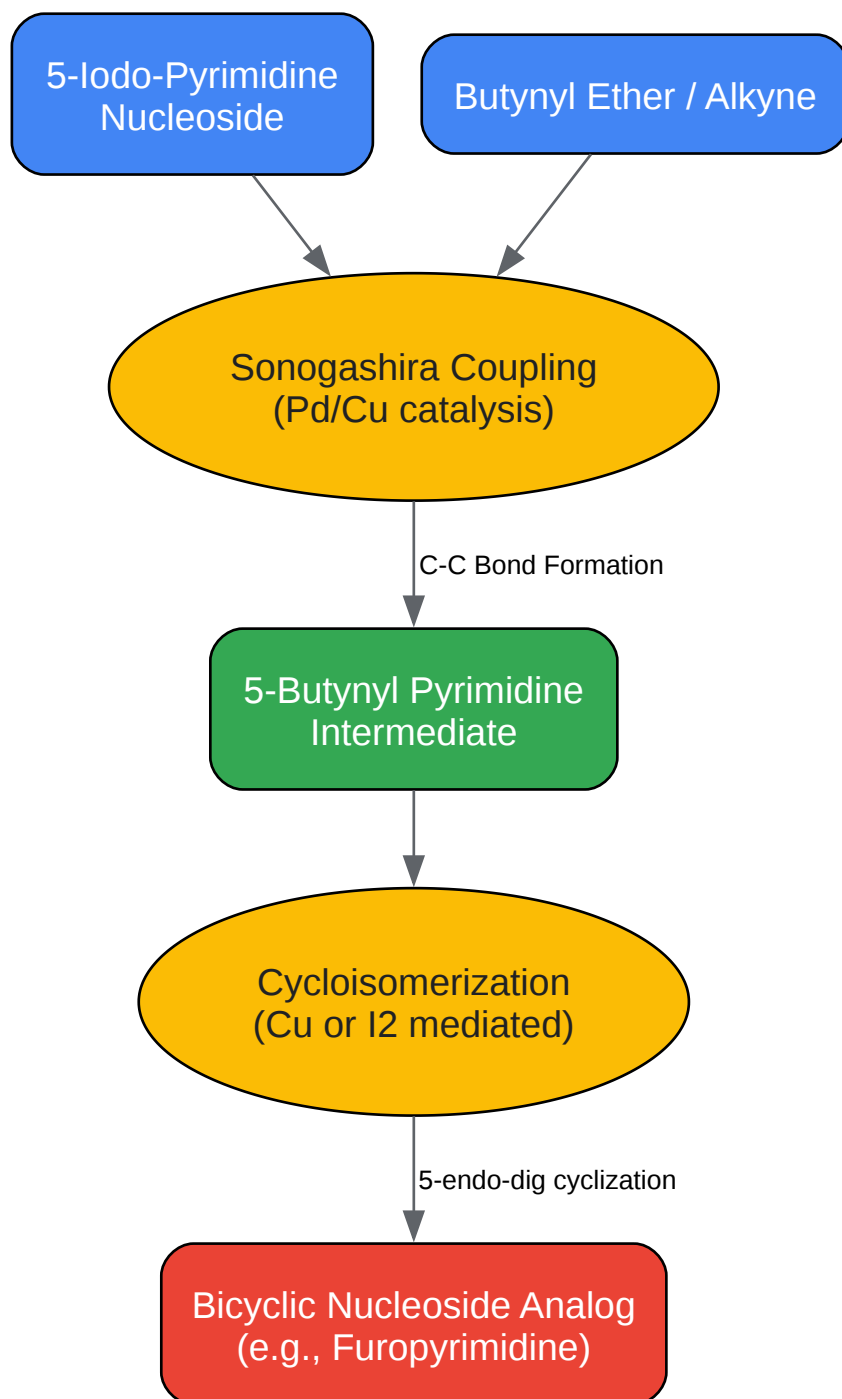 5-Iodo-Pyrimidine
Nucleoside
Butynyl Ether / Alkyne
Sonogashira Coupling
(Pd/Cu catalysis)
C-C Bond Formation
5-Butynyl Pyrimidine
Intermediate
Cycloisomerization
(Cu or I2 mediated)
5-endo-dig cyclization
Bicyclic Nucleoside Analog
(e.g., Furopyrimidine)